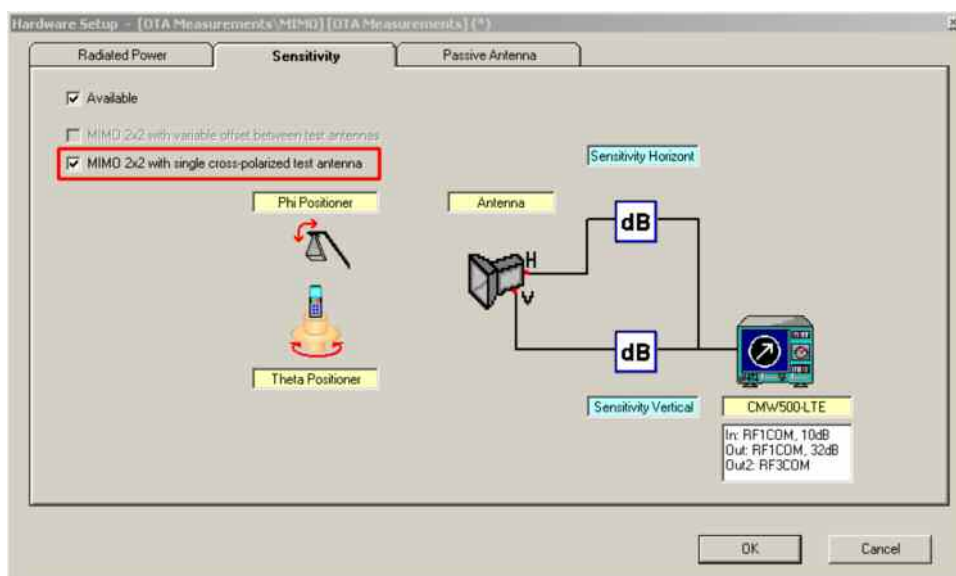 Hardware Setup - [OTA Measurements\MIMO] [OTA Measurements] (*)
Radiated Power
Sensitivity
Passive Antenna
Available
MIMO 2x2 with variable offset between test antennas
MIMO 2x2 with single cross-polarized test antenna
Sensitivity Horizont
Phi Positioner
Antenna
dB
H
V
dB
Theta Positioner
Sensitivity Vertical
CMW500-LTE
In: RF1COM, 10dB
Out: RF1COM, 32dB
Out2: RF3COM
OK
Cancel